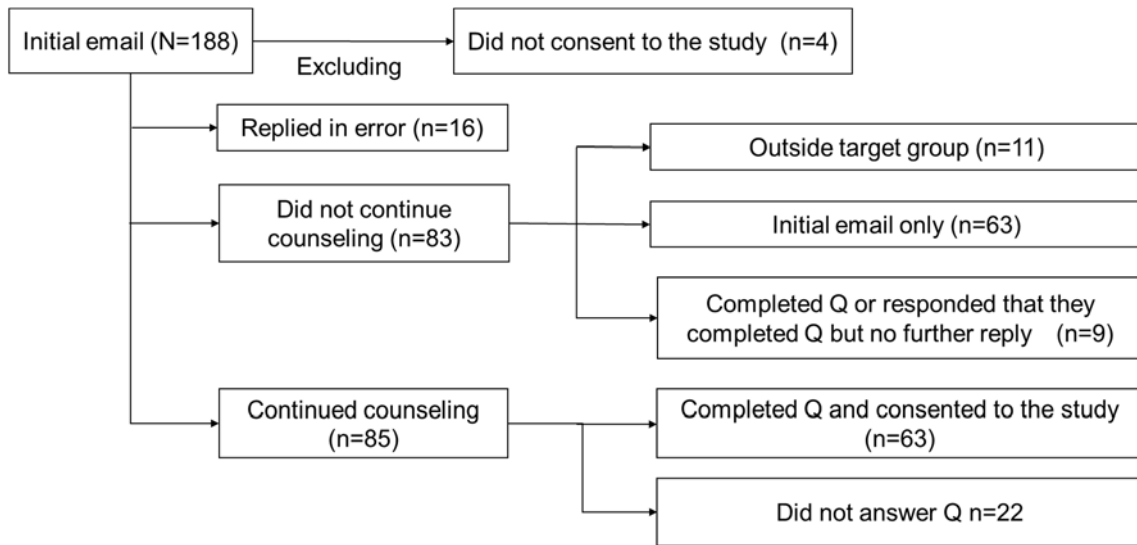 Initial email (N=188)
Did not consent to the study (n=4)
Excluding
Replied in error (n=16)
Outside target group (n=11)
Did not continue
counseling (n=83)
Initial email only (n=63)
Completed Q or responded that they
completed Q but no further reply (n=9)
Continued counseling
(n=85)
Completed Q and consented to the study
(n=63)
Did not answer Q n=22